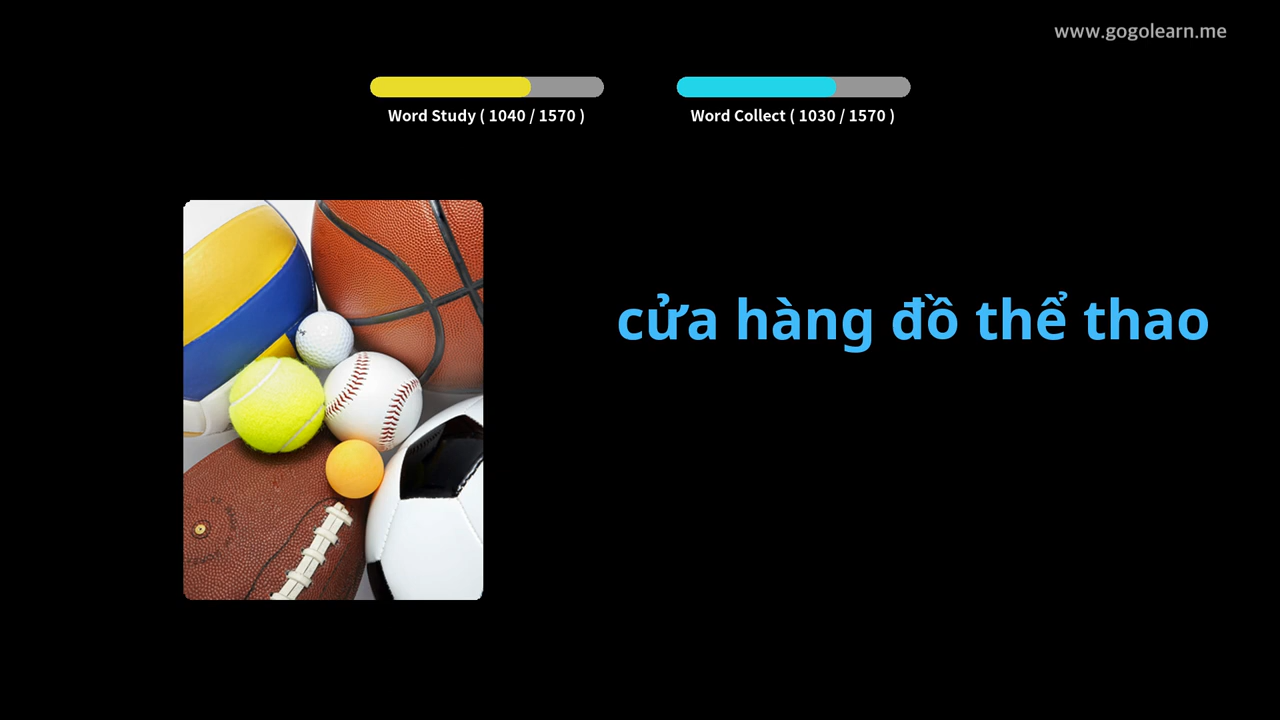 www.gogolearn.me
Word Study ( 1040 / 1570 )
Word Collect ( 1030 / 1570 )
cửa hàng đồ thể thao